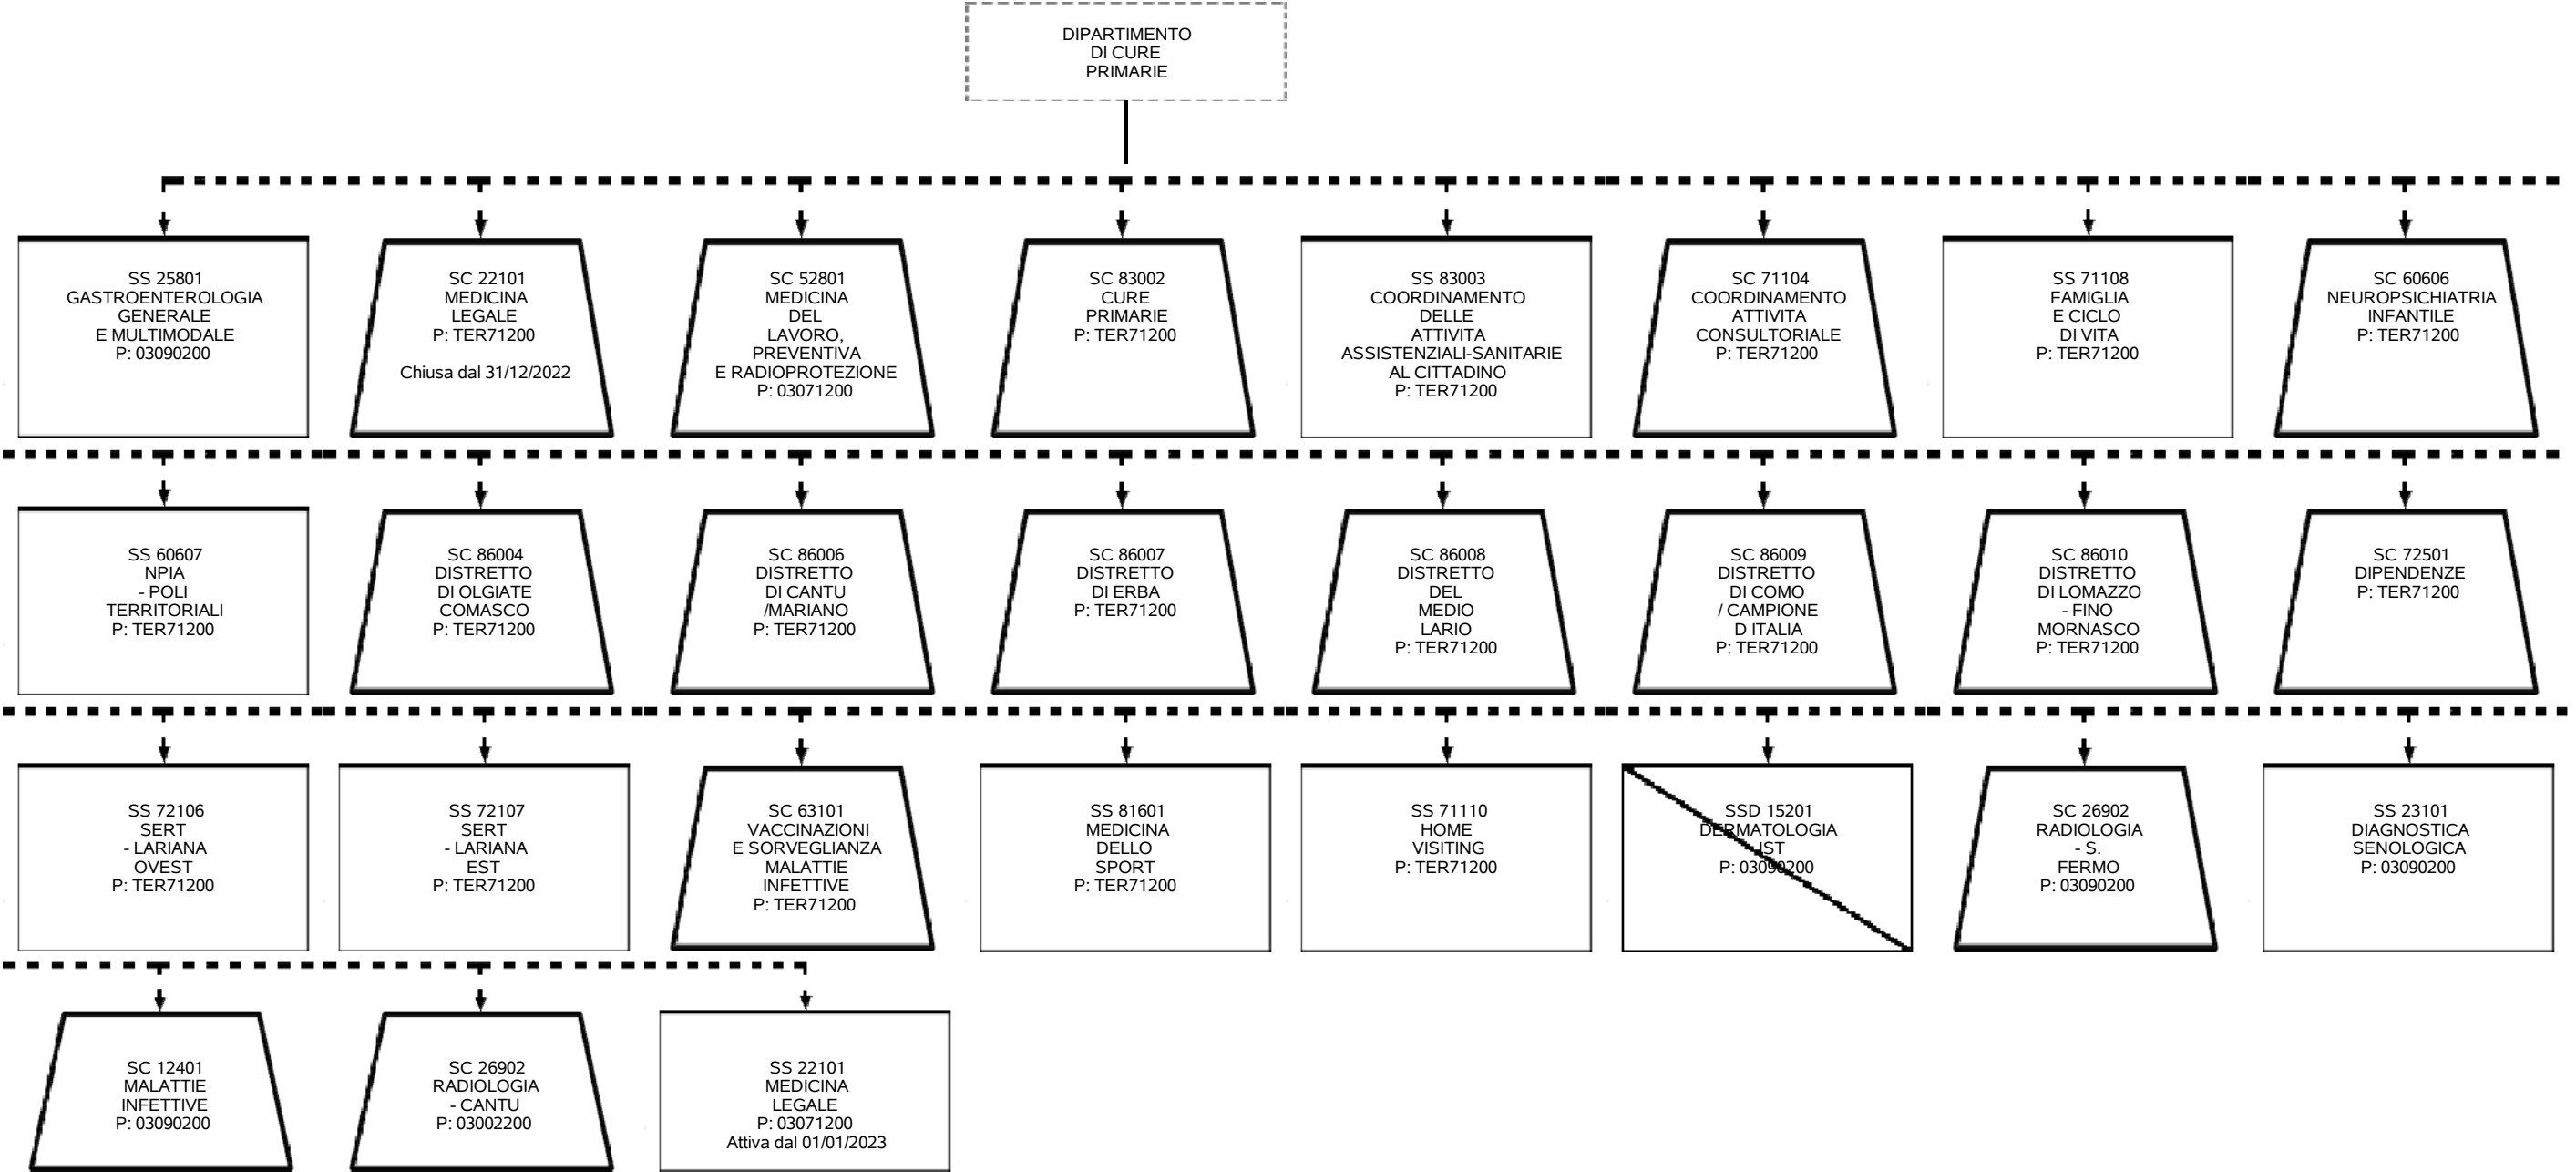 DIPARTIMENTO
DI CURE
PRIMARIE
SS 25801
GASTROENTEROLOGIA
GENERALE
E MULTIMODALE
P: 03090200
SC 22101
MEDICINA
LEGALE
P: TER71200
Chiusa dal 31/12/2022
SC 52801
MEDICINA
DEL
LAVORO,
PREVENTIVA
E RADIOPROTEZIONE
P: 03071200
SC 83002
CURE
PRIMARIE
P: TER71200
SS 83003
COORDINAMENTO
DELLE
ATTIVITA
ASSISTENZIALI-SANITARIE
AL CITTADINO
P: TER71200
SC 71104
COORDINAMENTO
ATTIVITA
CONSULTORIALE
P: TER71200
SS 71108
FAMIGLIA
E CICLO
DI VITA
P: TER71200
SC 60606
NEUROPSICHIATRIA
INFANTILE
P: TER71200
SS 60607
NPIA
- POLI
TERRITORIALI
P: TER71200
SC 86004
DISTRETTO
DI OLGIATE
COMASCO
P: TER71200
SC 86006
DISTRETTO
DI CANTU
/MARIANO
P: TER71200
SC 86007
DISTRETTO
DI ERBA
P: TER71200
SC 86008
DISTRETTO
DEL
MEDIO
LARIO
P: TER71200
SC 86009
DISTRETTO
DI COMO
/ CAMPIONE
D ITALIA
P: TER71200
SC 86010
DISTRETTO
DI LOMAZZO
- FINO
MORNASCO
P: TER71200
SC 72501
DIPENDENZE
P: TER71200
SS 72106
SERT
- LARIANA
OVEST
P: TER71200
SS 72107
SERT
- LARIANA
EST
P: TER71200
SC 63101
VACCINAZIONI
E SORVEGLIANZA
MALATTIE
INFETTIVE
P: TER71200
SS 81601
MEDICINA
DELLO
SPORT
P: TER71200
SS 71110
HOME
VISITING
P: TER71200
SSD 15201
DERMATOLOGIA
IST
P: 03090200
SC 26902
RADIOLOGIA
- S.
FERMO
P: 03090200
SS 23101
DIAGNOSTICA
SENOLOGICA
P: 03090200
SC 12401
MALATTIE
INFETTIVE
P: 03090200
SC 26902
RADIOLOGIA
- CANTU
P: 03002200
SS 22101
MEDICINA
LEGALE
P: 03071200
Attiva dal 01/01/2023